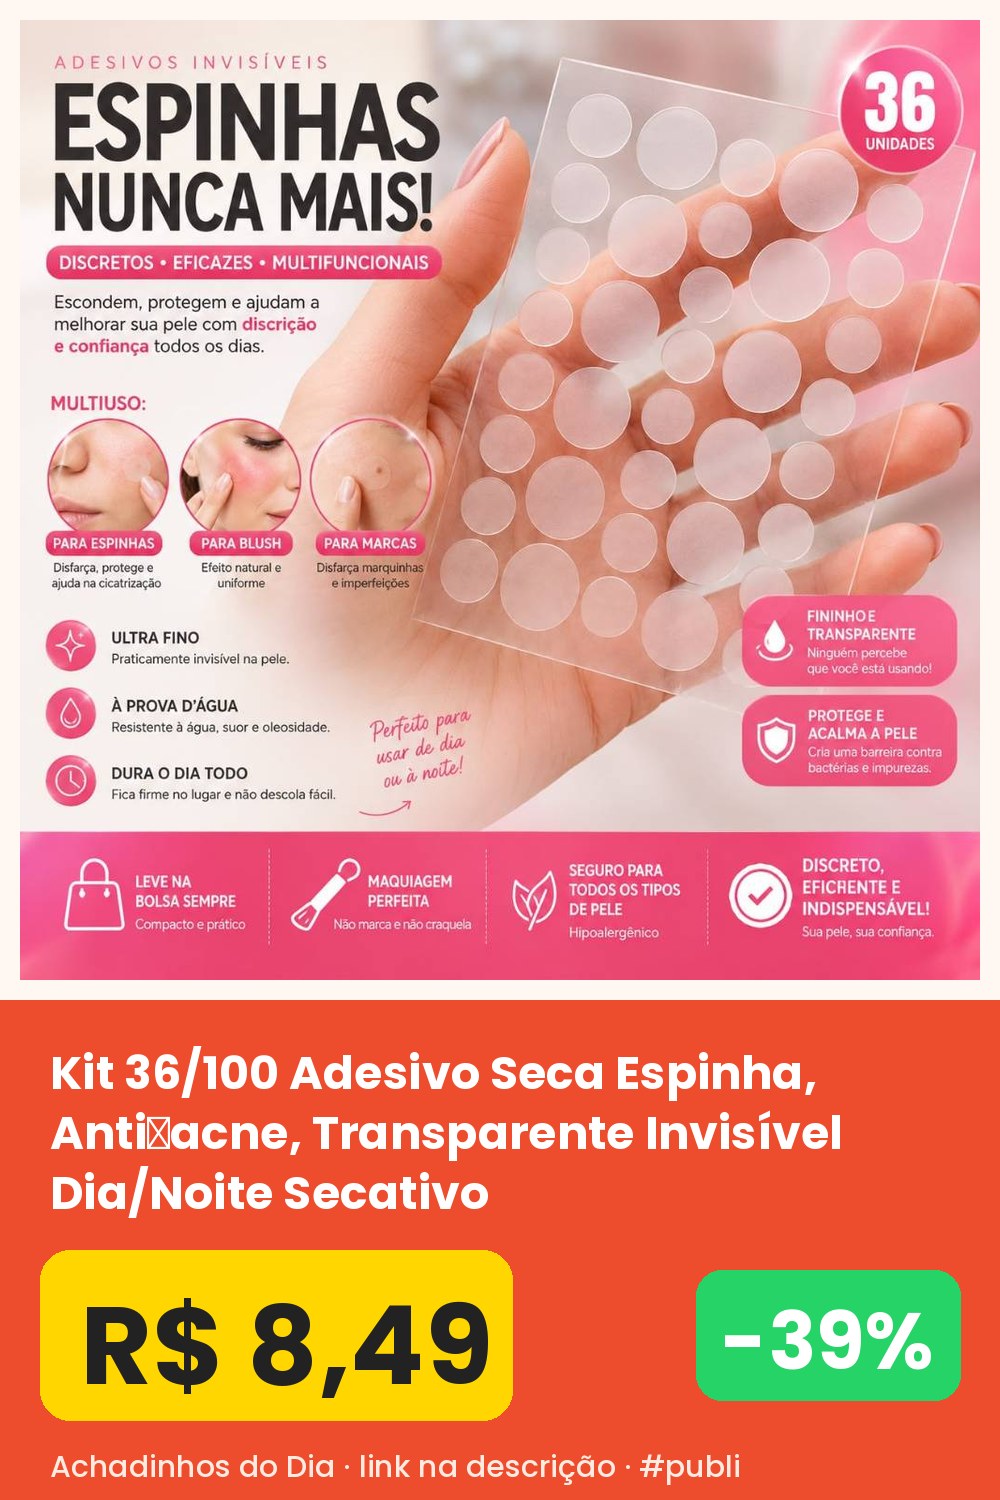 ADESIVOS INVISÍVEIS
ESPINHAS
NUNCA MAIS!
DISCRETOS • EFICAZES • MULTIFUNCIONAIS
Escondem, protegem e ajudam a
melhorar sua pele com discrição
e confiança todos os dias.
36
UNIDADES
MULTIUSO:
PARA ESPINHAS
Disfarça, protege e
ajuda na cicatrização
PARA BLUSH
Efeito natural e
uniforme
PARA MARCAS
Disfarça marquinhas
e imperfeições
ULTRA FINO
Praticamente invisível na pele.
À PROVA D'ÁGUA
Resistente à água, suor e oleosidade.
DURA O DIA TODO
Fica firme no lugar e não descola fácil.
Perfeito para
usar de dia
ou à noite!
FININHO E
TRANSPARENTE
Ninguém percebe
que você está usando!
PROTEGE E
ACALMA A PELE
Cria uma barreira contra
bactérias e impurezas.
LEVE NA
BOLSA SEMPRE
Compacto e prático
MAQUIAGEM
PERFEITA
Não marca e não craquela
SEGURO PARA
TODOS OS TIPOS
DE PELE
Hipoalergênico
DISCRETO,
EFICHENTE E
INDISPENSÁVEL!
Sua pele, sua confiança.
Kit 36/100 Adesivo Seca Espinha,
Anti☒acne, Transparente Invisível
Dia/Noite Secativo
R$ 8,49
-39%
Achadinhos do Dia · link na descrição · #publi